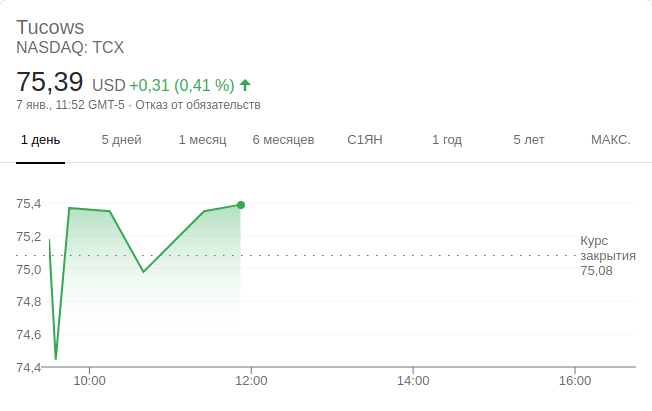 Tucows
NASDAQ: TCX
75,39 USD +0,31 (0,41 %)
7 янв., 11:52 GMT-5 · Отказ от обязательств
1 день 5 дней 1 месяц 6 месяцев С1ЯН 1 год 5 лет МАКС.
75,4
75,2
Курс
закрытия
75,08
75,0
74,8
74,6
74,4
10:00 12:00 14:00 16:00